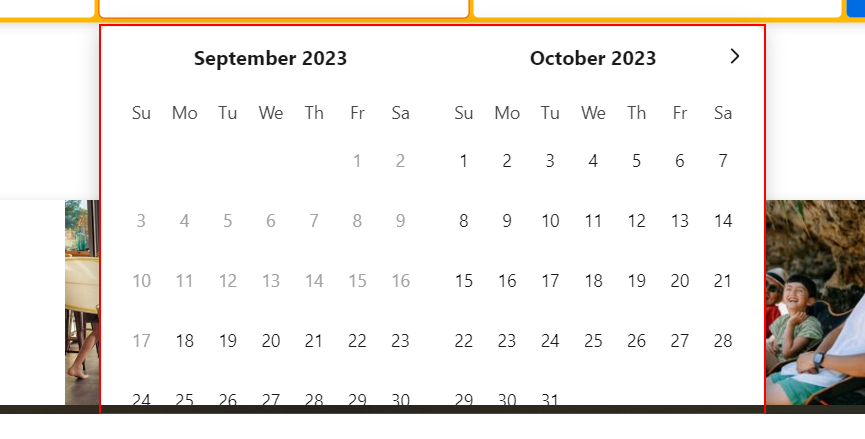 September 2023
Su Mo Tu We Th Fr Sa
1 2
3 4 5 6 7 8 9
10 11 12 13 14 15 16
17 18 19 20 21 22 23
24 25 26 27 28 29 30
October 2023
Su Mo Tu We Th Fr Sa
1 2 3 4 5 6 7
8 9 10 11 12 13 14
15 16 17 18 19 20 21
22 23 24 25 26 27 28
29 30 31